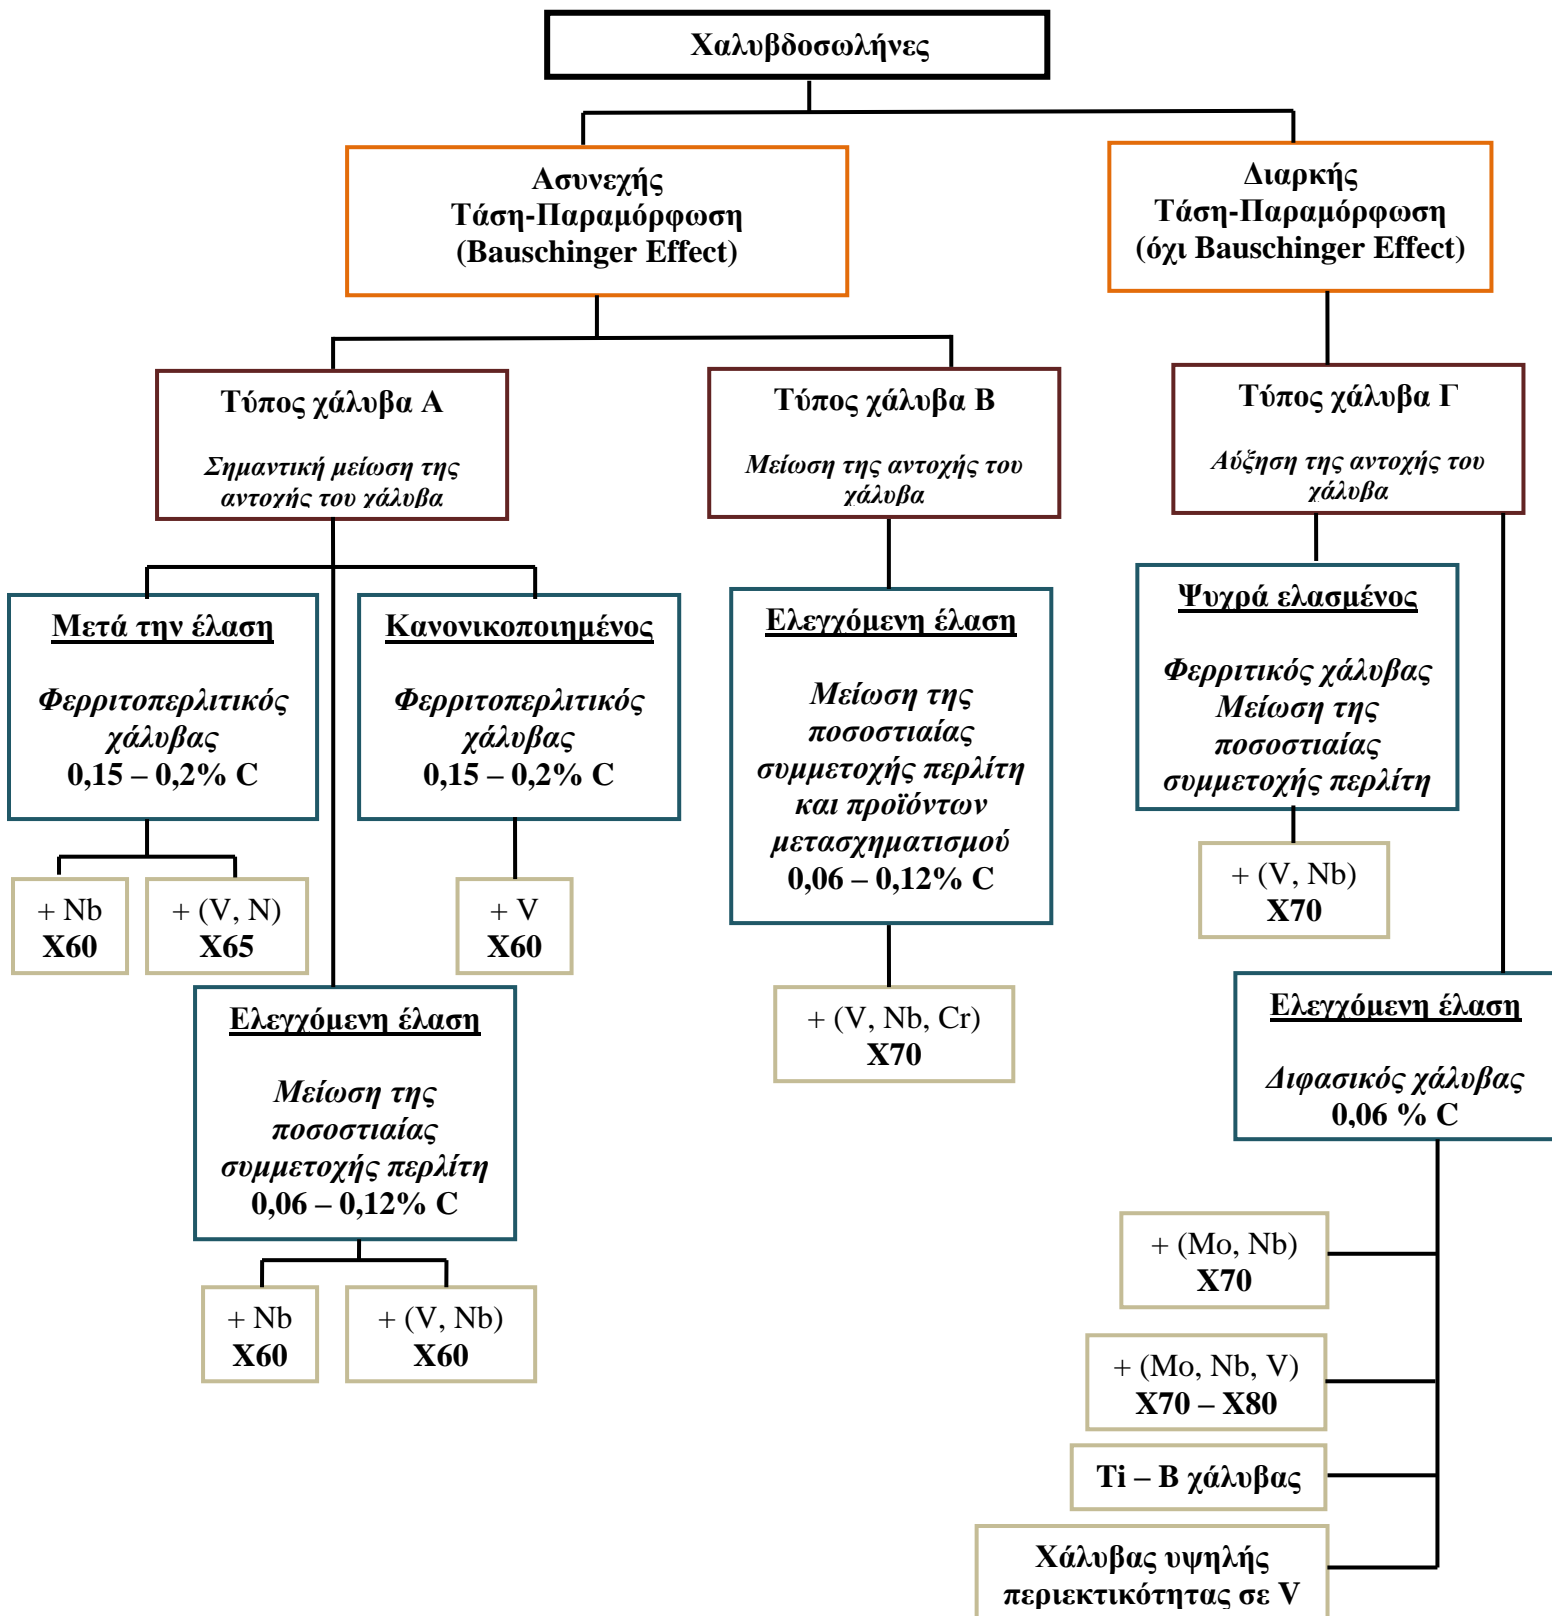 Χαλυβδοσωλήνες
Ασυνεχής
Τάση-Παραμόρφωση
(Bauschinger Effect)
Διαρκής
Τάση-Παραμόρφωση
(όχι Bauschinger Effect)
Τύπος χάλυβα Α
Σημαντική μείωση της
αντοχής του χάλυβα
Τύπος χάλυβα Β
Μείωση της αντοχής του
χάλυβα
Τύπος χάλυβα Γ
Αύξηση της αντοχής του
χάλυβα
Μετά την έλαση
Φερριτοπερλιτικός
χάλυβας
0,15 – 0,2% C
Κανονικοποιημένος
Φερριτοπερλιτικός
χάλυβας
0,15 – 0,2% C
Ελεγχόμενη έλαση
Μείωση της
ποσοστιαίας
συμμετοχής περλίτη
και προϊόντων
μετασχηματισμού
0,06 – 0,12% C
Ψυχρά ελασμένος
Φερριτικός χάλυβας
Μείωση της
ποσοστιαίας
συμμετοχής περλίτη
+ Nb
X60
+ (V, N)
X65
+ V
X60
+ (V, Nb)
X70
Ελεγχόμενη έλαση
Μείωση της
ποσοστιαίας
συμμετοχής περλίτη
0,06 – 0,12% C
+ (V, Nb, Cr)
X70
Ελεγχόμενη έλαση
Διφασικός χάλυβας
0,06 % C
+ Nb
X60
+ (V, Nb)
X60
+ (Mo, Nb)
X70
+ (Mo, Nb, V)
X70 – X80
Ti – B χάλυβας
Χάλυβας υψηλής
περιεκτικότητας σε V